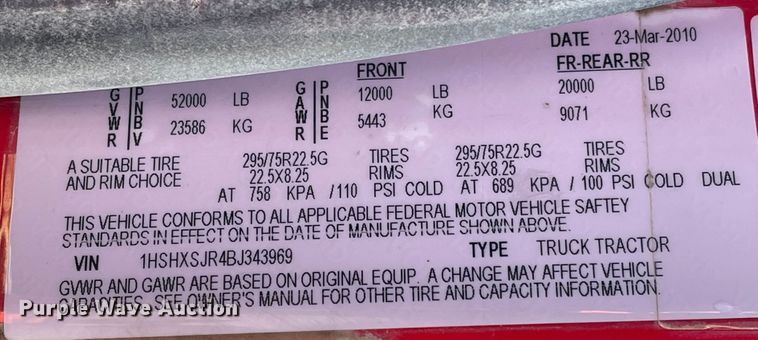 DATE 23-Mar-2010
FRONT FR-REAR-RR
GVWR PNBV 52000 LB GAWR PNBE 12000 LB 20000 LB
23586 KG 5443 KG 9071 KG
A SUITABLE TIRE 295/75R22.5G TIRES 295/75R22.5G TIRES
AND RIM CHOICE 22.5X8.25 RIMS 22.5X8.25 RIMS
AT 758 KPA /110 PSI COLD AT 689 KPA /100 PSI COLD DUAL
THIS VEHICLE CONFORMS TO ALL APPLICABLE FEDERAL MOTOR VEHICLE SAFTEY
STANDARDS IN EFFECT ON THE DATE OF MANUFACTURE SHOWN ABOVE.
VIN 1HSHXSJR4BJ343969 TYPE TRUCK TRACTOR
GVWR AND GAWR ARE BASED ON ORIGINAL EQUIP. A CHANGE MAY AFFECT VEHICLE
CAPACITIES. SEE OWNER'S MANUAL FOR OTHER TIRE AND CAPACITY INFORMATION.
Purple Wave Auction